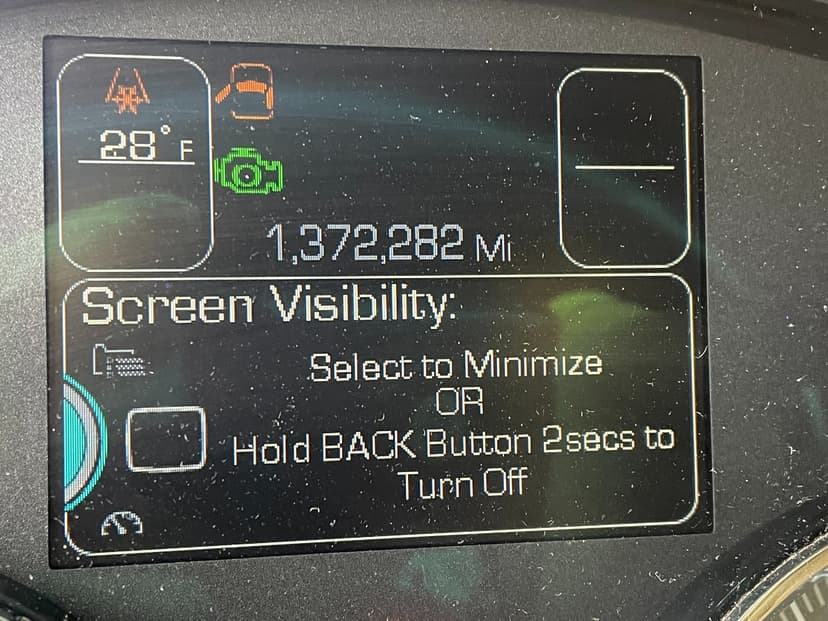 28°F
1,372,282 Mi
Screen Visibility:
Select to Minimize
OR
Hold BACK Button 2secs to
Turn Off